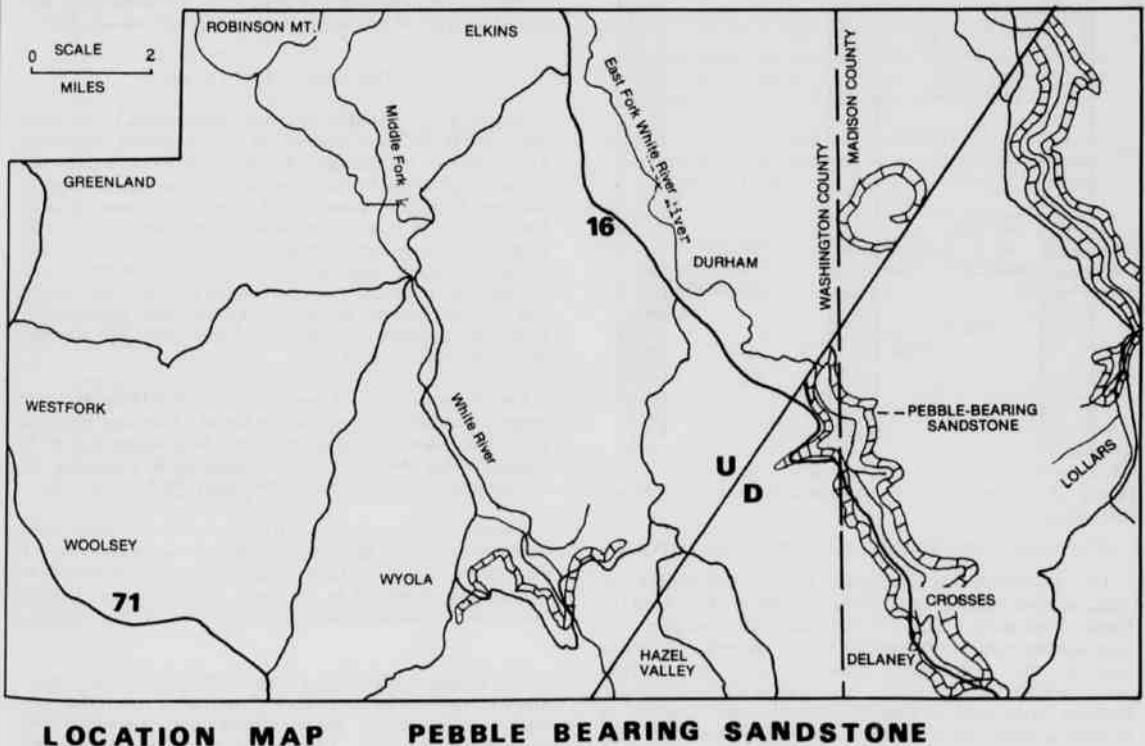 ROBINSON MT.
ELKINS
0 SCALE 2
MILES
East Fork White River
River
MADISON COUNTY
WASHINGTON COUNTY
Middle Fork
GREENLAND
16
DURHAM
WESTFORK
White River
PEBBLE-BEARING
SANDSTONE
LOLLARS
U
D
WOOLSEY
WYOLA
71
CROSSES
HAZEL
VALLEY
DELANEY
LOCATION MAP PEBBLE BEARING SANDSTONE